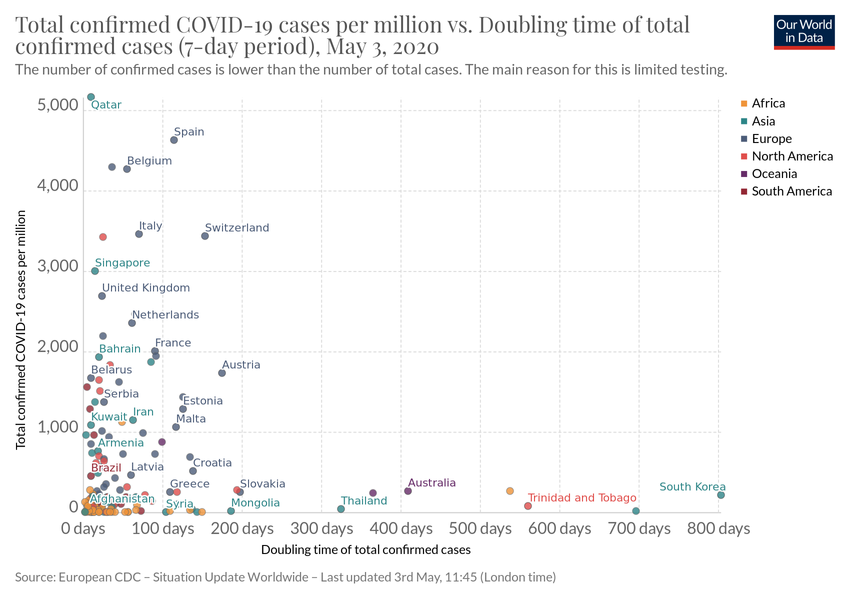 Total confirmed COVID-19 cases per million vs. Doubling time of total
confirmed cases (7-day period), May 3, 2020
Our World
in Data
The number of confirmed cases is lower than the number of total cases. The main reason for this is limited testing.
5,000
Qatar
Africa
Asia
Spain
Europe
Belgium
North America
Oceania
4,000
South America
Italy
Switzerland
Singapore
3,000
United Kingdom
Netherlands
France
Bahrain
2,000
Austria
Belarus
Serbia
Estonia
Iran
Kuwait
Malta
1,000
Armenia
Croatia
Brazil
Latvia
Greece
Slovakia
Australia
South Korea
Afghanistan
Syria
Mongolia
Thailand
Trinidad and Tobago
0
0 days
100 days
200 days
300 days
400 days
500 days
600 days
700 days
800 days
Total confirmed COVID-19 cases per million
Doubling time of total confirmed cases
Source: European CDC – Situation Update Worldwide – Last updated 3rd May, 11:45 (London time)